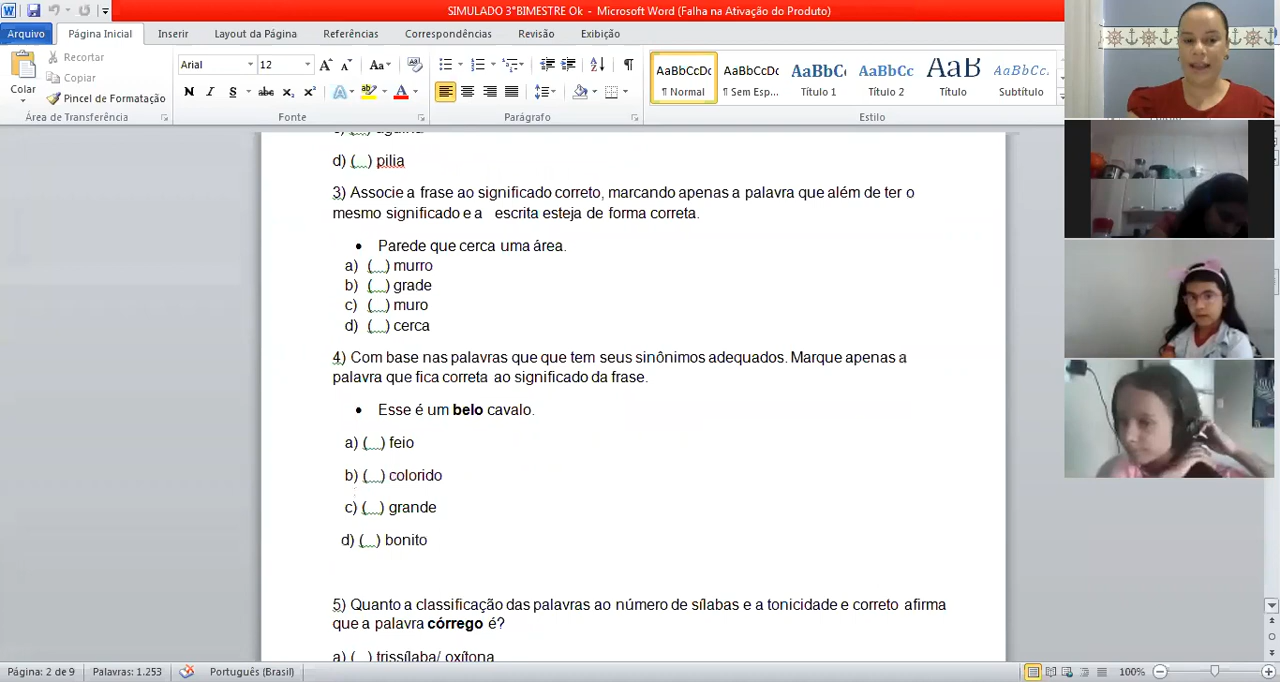 SIMULADO 3°BIMESTRE Ok - Microsoft Word (Falha na Ativação do Produto)
Arquivo Página Inicial Inserir Layout da Página Referências Correspondências Revisão Exibição
Recortar
Copiar
Colar
Pincel de Formatação
Arial 12
Aa
N I S abc x₂ x² A ab A
AaBbCcDc AaBbCcDc AaBbC AaBbCc AaB AaBbCc.
¶ Normal ¶ Sem Esp... Título 1 Título 2 Título Subtítulo
Área de Transferência Fonte Parágrafo Estilo
d) (  ) pilia
3) Associe a frase ao significado correto, marcando apenas a palavra que além de ter o
mesmo significado e a escrita esteja de forma correta.
• Parede que cerca uma área.
a) (  ) murro
b) (  ) grade
c) (  ) muro
d) (  ) cerca
4) Com base nas palavras que que tem seus sinônimos adequados. Marque apenas a
palavra que fica correta ao significado da frase.
• Esse é um belo cavalo.
a) (  ) feio
b) (  ) colorido
c) (  ) grande
d) (  ) bonito
5) Quanto a classificação das palavras ao número de sílabas e a tonicidade e correto afirma
que a palavra córrego é?
a) (  ) trissílaba/ oxítona
Página: 2 de 9 Palavras: 1.253 Português (Brasil) 100%